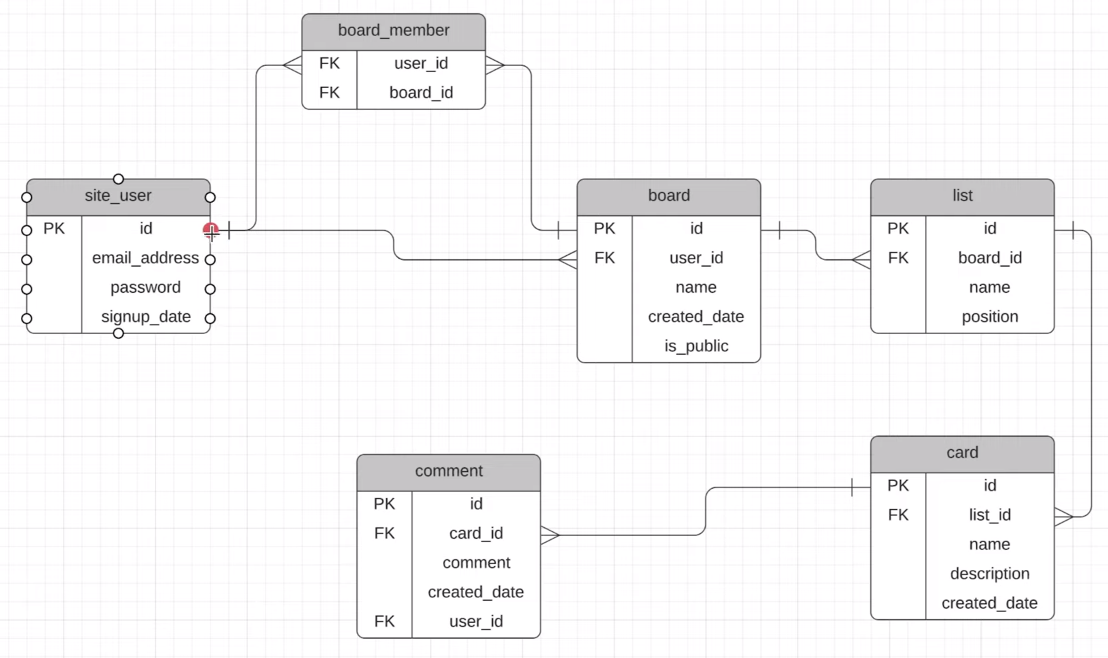 board_member
FK user_id
FK board_id
site_user
PK id
email_address
password
signup_date
board
PK id
FK user_id
name
created_date
is_public
list
PK id
FK board_id
name
position
comment
PK id
FK card_id
comment
created_date
FK user_id
card
PK id
FK list_id
name
description
created_date